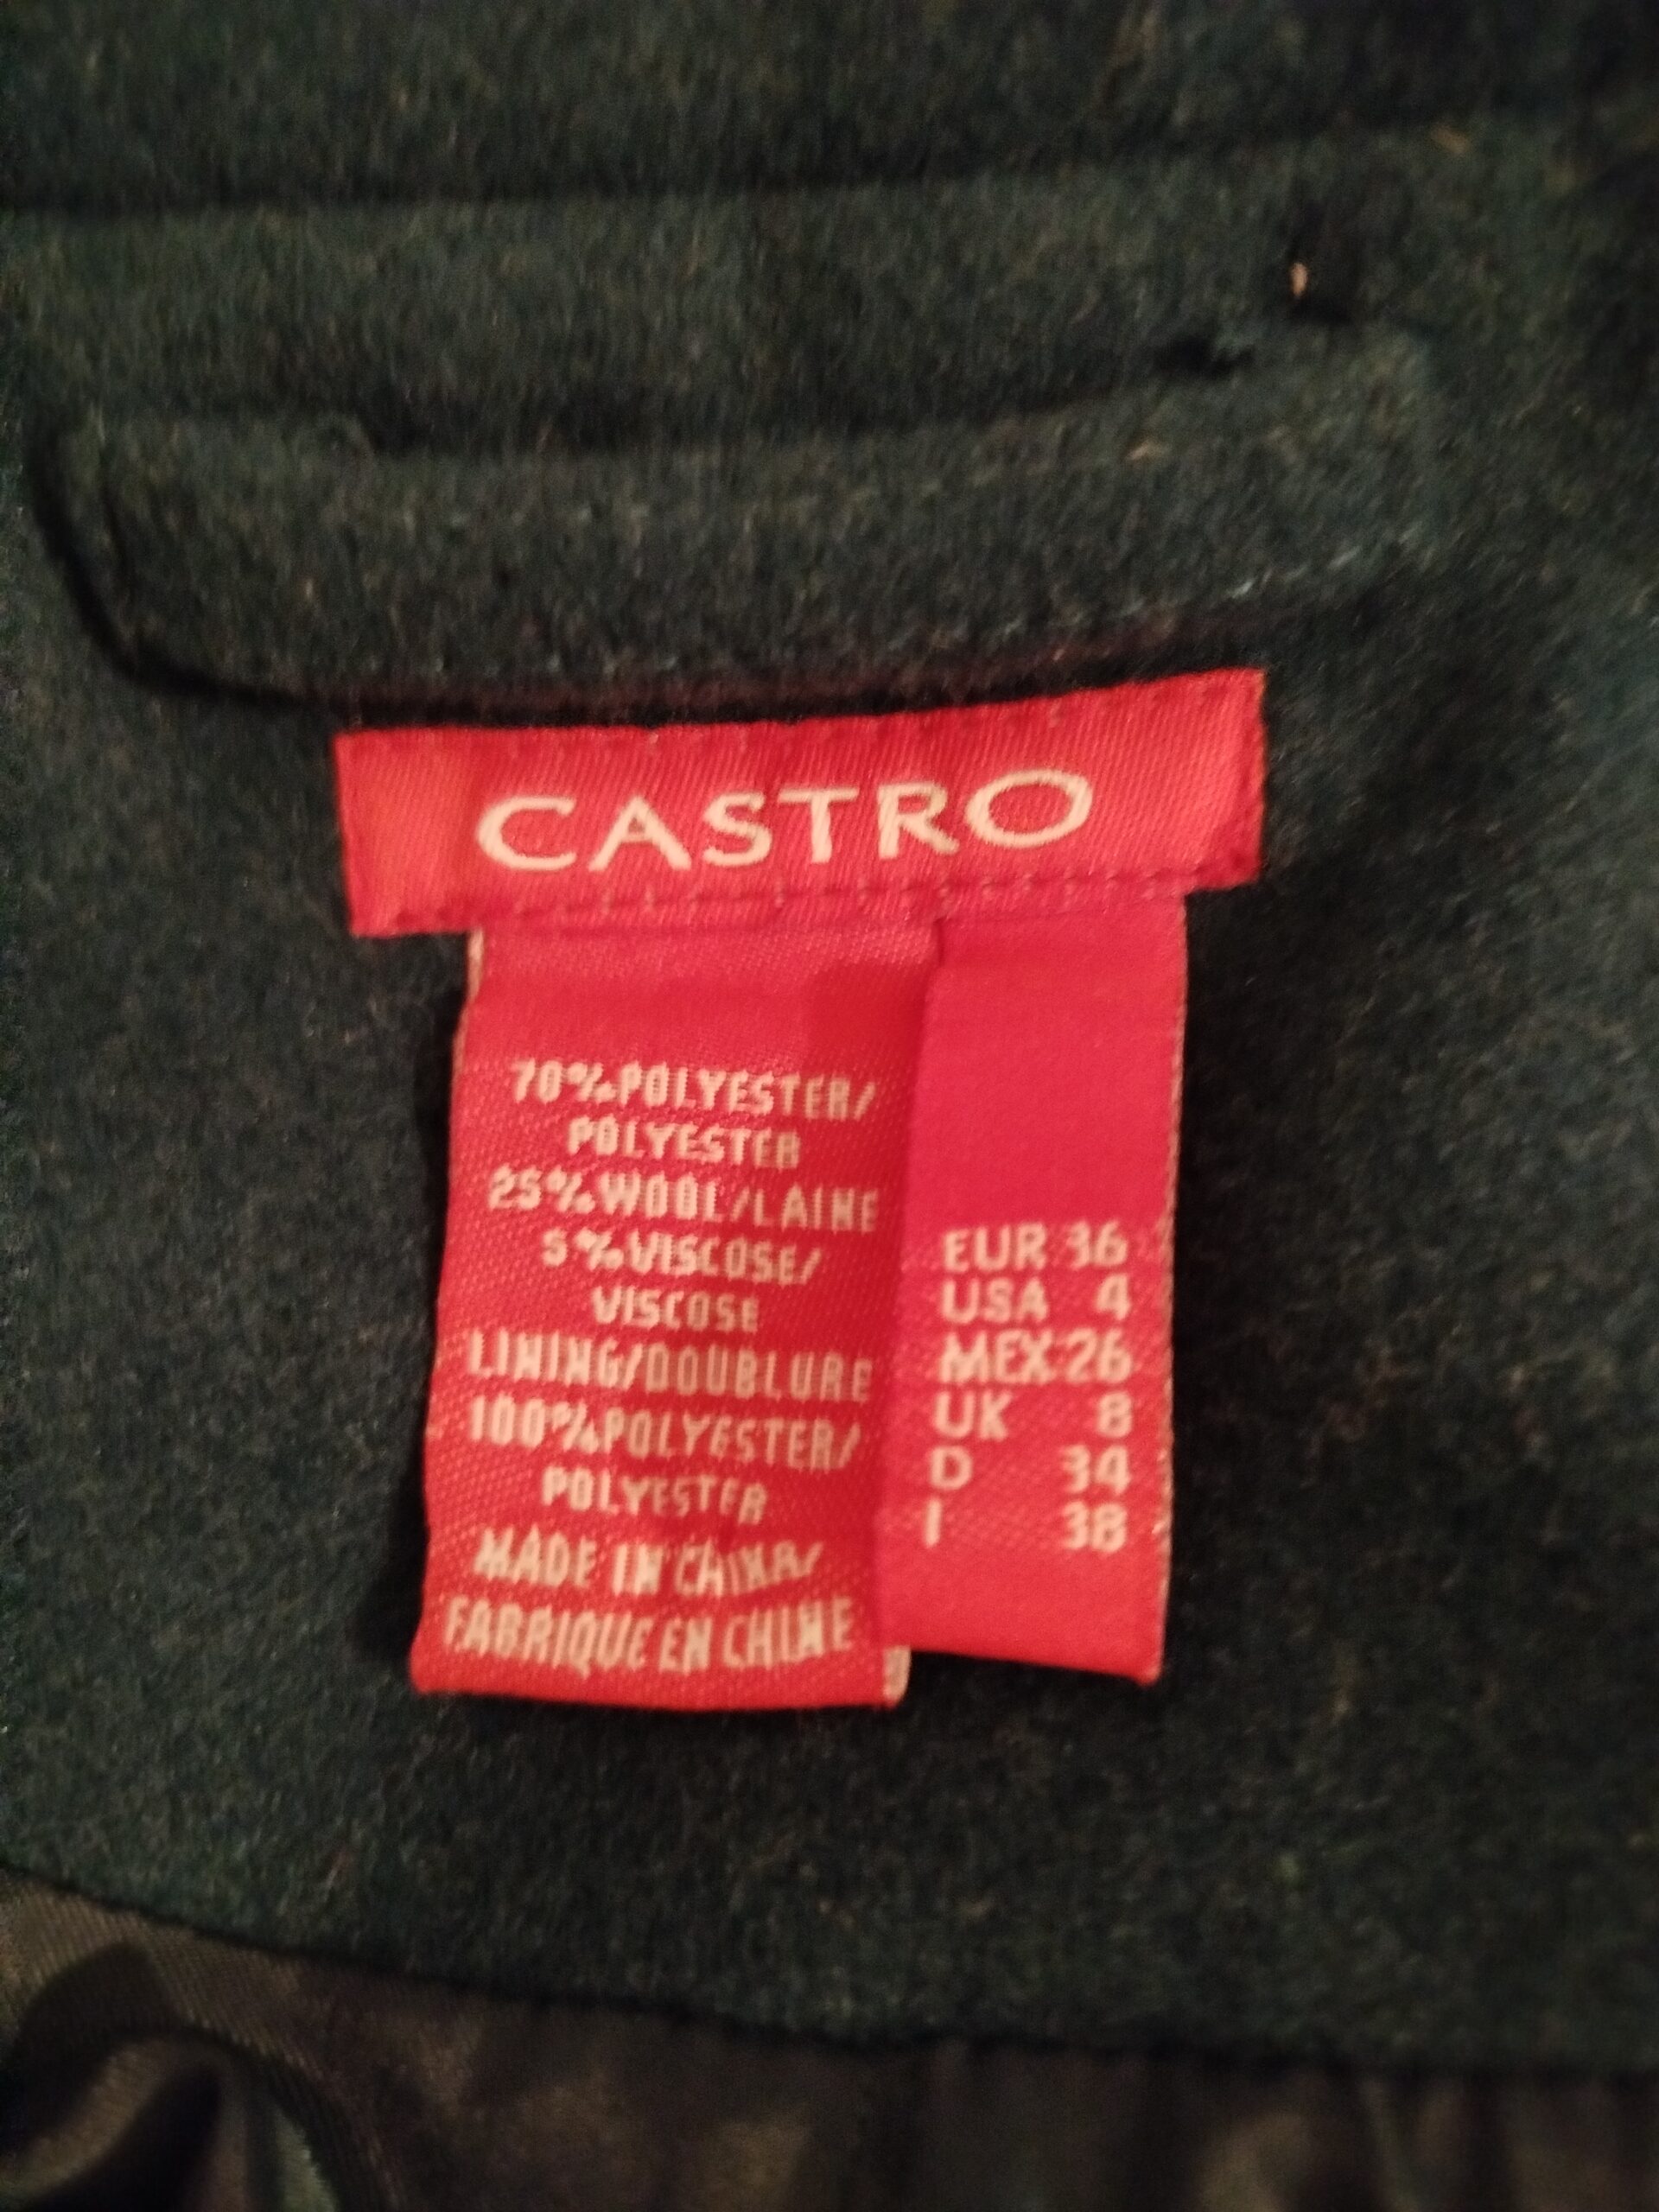 CASTRO
70%POLYESTER/
POLYESTER
25%WOOL/LAINE
5%VISCOSE/
VISCOSE
LINING/DOUBLURE
100%POLYESTER/
POLYESTER
MADE IN CHINA/
FABRIQUE EN CHINE
EUR 36
USA 4
MEX 26
UK 8
D 34
I 38